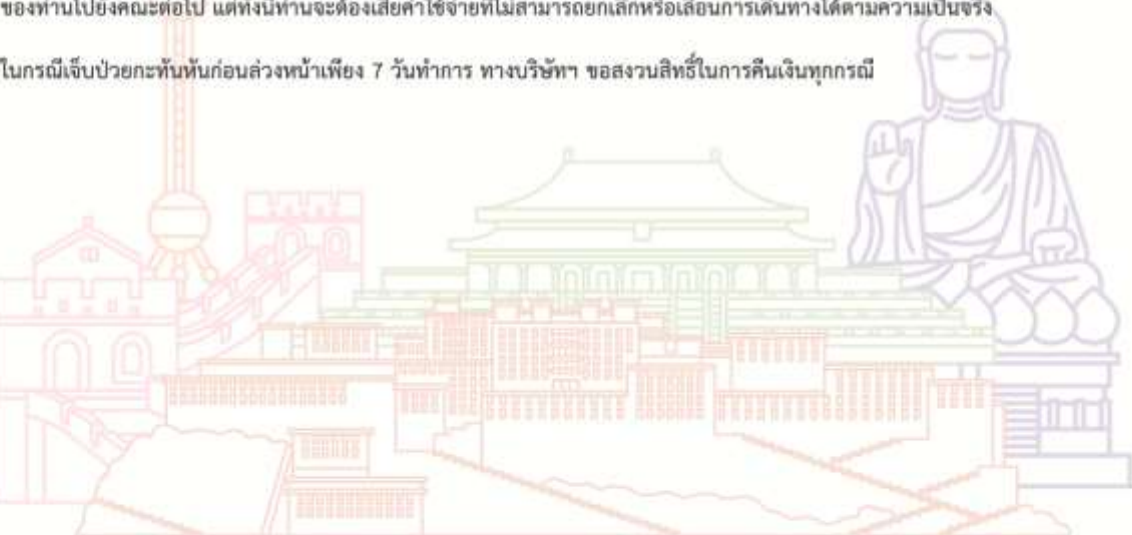 ของท่านไปยังคณะต่อไป แต่ทั้งนี้ท่านจะต้องเสียค่าใช้จ่ายที่ไม่สามารถยกเลิกหรือเลื่อนการเดินทางได้ตามความเป็นจริง
ในกรณีเจ็บป่วยกะทันหันก่อนล่วงหน้าเพียง 7 วันทำการ ทางบริษัทฯ ขอสงวนสิทธิ์ในการคืนเงินทุกกรณี